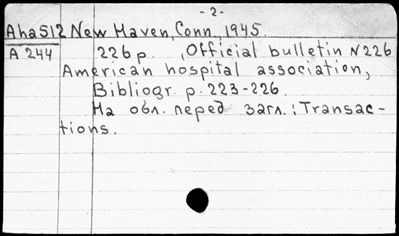 - 2 -
Aha512 New Haven, Conn., 1945.
A 244 226 p. , Official bulletin N226
American hospital association,
Bibliogr. p. 223-226.
На обл. перед загл.: Transac-
tions.